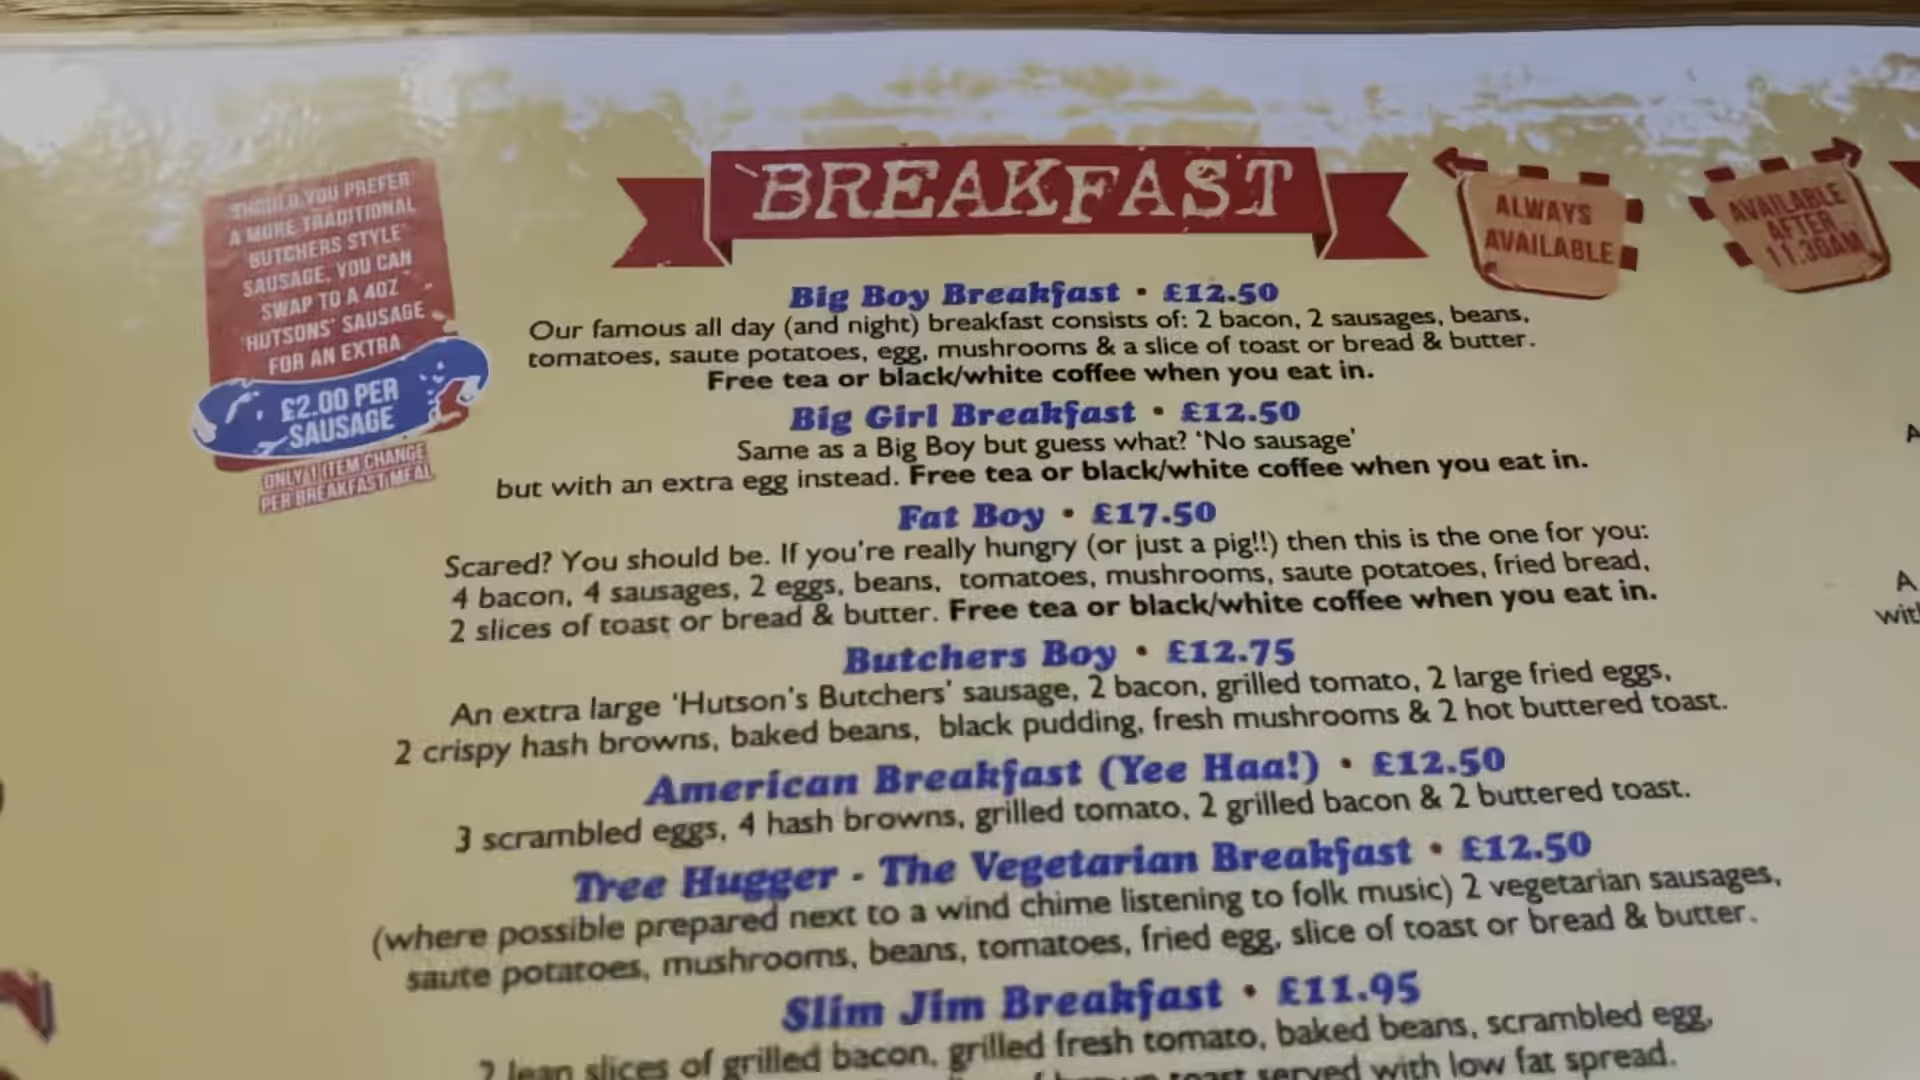 SHOULD YOU PREFER
A MORE TRADITIONAL
BUTCHERS STYLE
SAUSAGE, YOU CAN
SWAP TO A 4OZ
'HUTSONS' SAUSAGE
FOR AN EXTRA
£2.00 PER
SAUSAGE
ONLY 1 ITEM CHANGE
PER BREAKFAST MEAL
BREAKFAST
ALWAYS
AVAILABLE
AVAILABLE
AFTER
11.30AM
Big Boy Breakfast • £12.50
Our famous all day (and night) breakfast consists of: 2 bacon, 2 sausages, beans,
tomatoes, saute potatoes, egg, mushrooms & a slice of toast or bread & butter.
Free tea or black/white coffee when you eat in.
Big Girl Breakfast • £12.50
Same as a Big Boy but guess what? 'No sausage'
but with an extra egg instead. Free tea or black/white coffee when you eat in.
Fat Boy • £17.50
Scared? You should be. If you're really hungry (or just a pig!!) then this is the one for you:
4 bacon, 4 sausages, 2 eggs, beans, tomatoes, mushrooms, saute potatoes, fried bread,
2 slices of toast or bread & butter. Free tea or black/white coffee when you eat in.
Butchers Boy • £12.75
An extra large 'Hutson's Butchers' sausage, 2 bacon, grilled tomato, 2 large fried eggs,
2 crispy hash browns, baked beans, black pudding, fresh mushrooms & 2 hot buttered toast.
American Breakfast (Yee Haa!) • £12.50
3 scrambled eggs, 4 hash browns, grilled tomato, 2 grilled bacon & 2 buttered toast.
Tree Hugger - The Vegetarian Breakfast • £12.50
(where possible prepared next to a wind chime listening to folk music) 2 vegetarian sausages,
saute potatoes, mushrooms, beans, tomatoes, fried egg, slice of toast or bread & butter.
Slim Jim Breakfast • £11.95
2 lean slices of grilled bacon, grilled fresh tomato, baked beans, scrambled egg,
toast served with low fat spread.